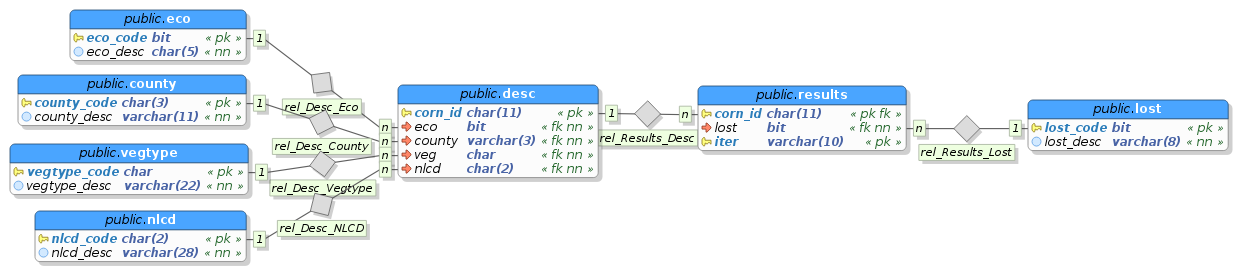 public.eco
eco_code bit « pk »
eco_desc char(5) « nn »
1
public.county
county_code char(3) « pk »
county_desc varchar(11) « nn »
1
public.vegtype
vegtype_code char « pk »
vegtype_desc varchar(22) « nn »
1
public.nlcd
nlcd_code char(2) « pk »
nlcd_desc varchar(28) « nn »
1
rel_Desc_Eco
rel_Desc_County
rel_Desc_Vegtype
rel_Desc_NLCD
n
n
n
n
public.desc
corn_id char(11) « pk »
eco bit « fk nn »
county varchar(3) « fk nn »
veg char « fk nn »
nlcd char(2) « fk nn »
1
n
rel_Results_Desc
public.results
corn_id char(11) « pk fk »
lost bit « fk nn »
iter varchar(10) « pk »
n
1
rel_Results_Lost
public.lost
lost_code bit « pk »
lost_desc varchar(8) « nn »